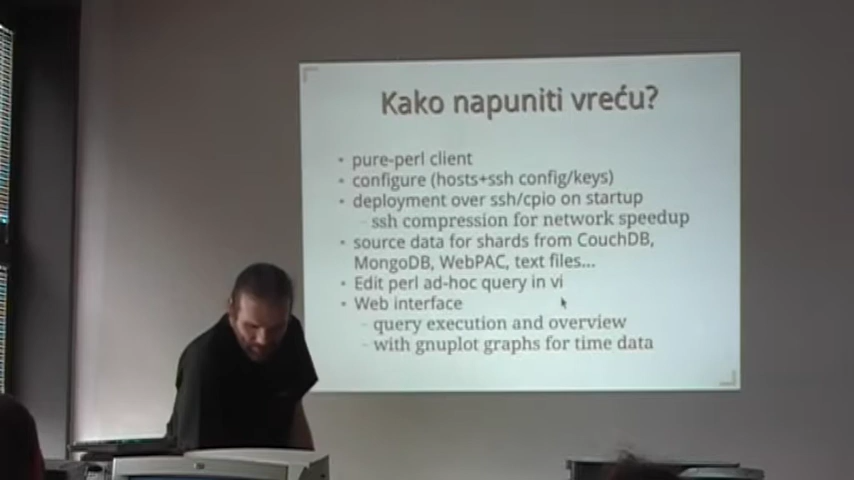 Kako napuniti vreću?
• pure-perl client
• configure (hosts+ssh config/keys)
• deployment over ssh/cpio on startup
– ssh compression for network speedup
• source data for shards from CouchDB,
MongoDB, WebPAC, text files...
• Edit perl ad-hoc query in vi
• Web interface
– query execution and overview
– with gnuplot graphs for time data